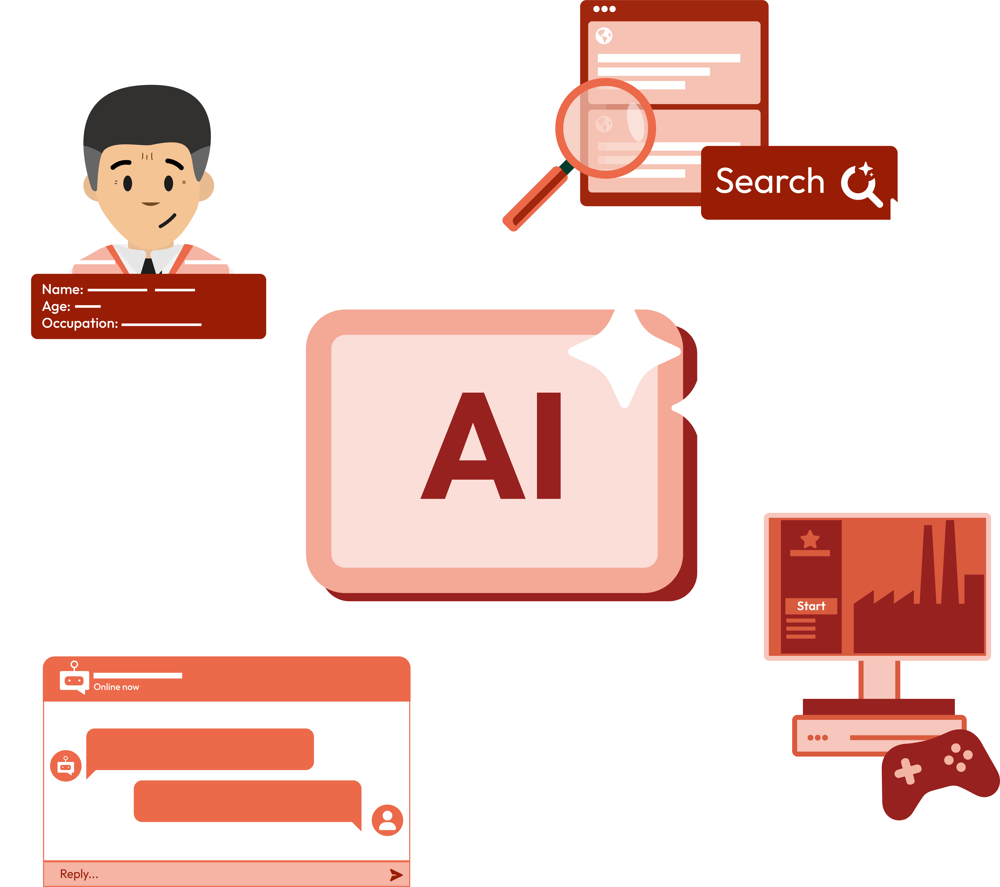 Search
Name:
Age:
Occupation:
AI
Start
Online now
Reply...